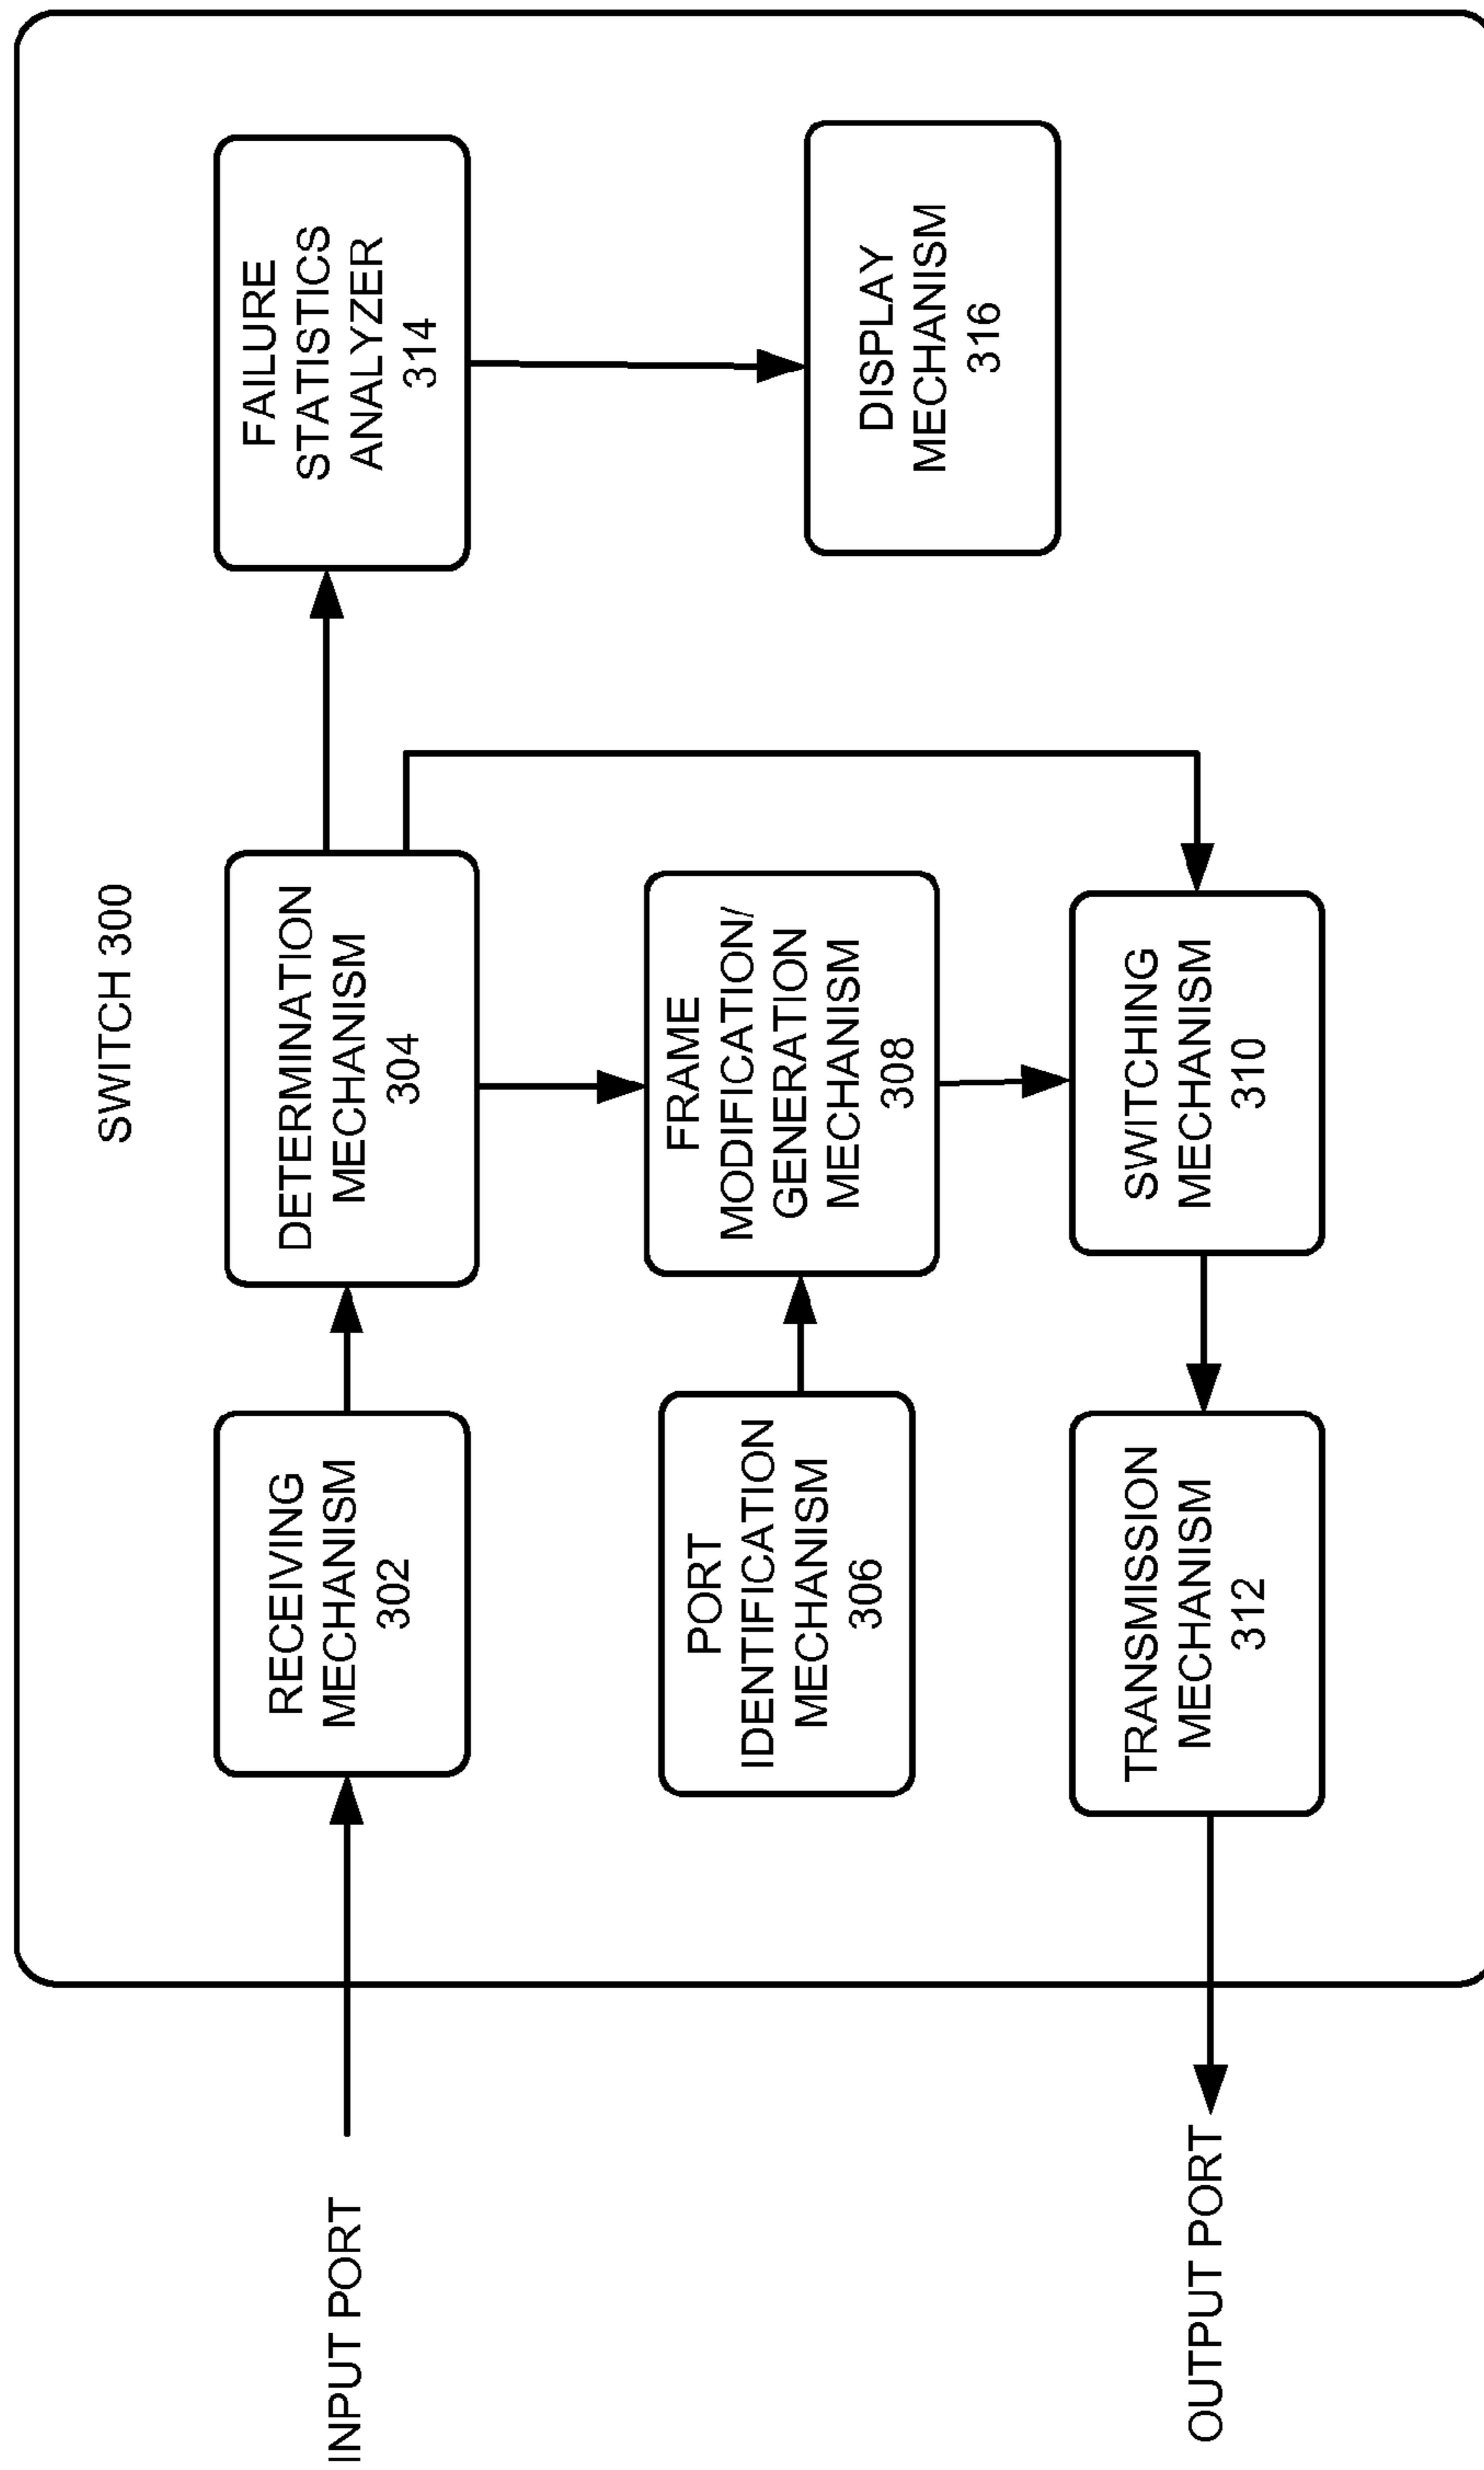 SWITCH 300
INPUT PORT
RECEIVING
MECHANISM
302
DETERMINATION
MECHANISM
304
FAILURE
STATISTICS
ANALYZER
314
PORT
IDENTIFICATION
MECHANISM
306
FRAME
MODIFICATION/
GENERATION
MECHANISM
308
DISPLAY
MECHANISM
316
OUTPUT PORT
TRANSMISSION
MECHANISM
312
SWITCHING
MECHANISM
310